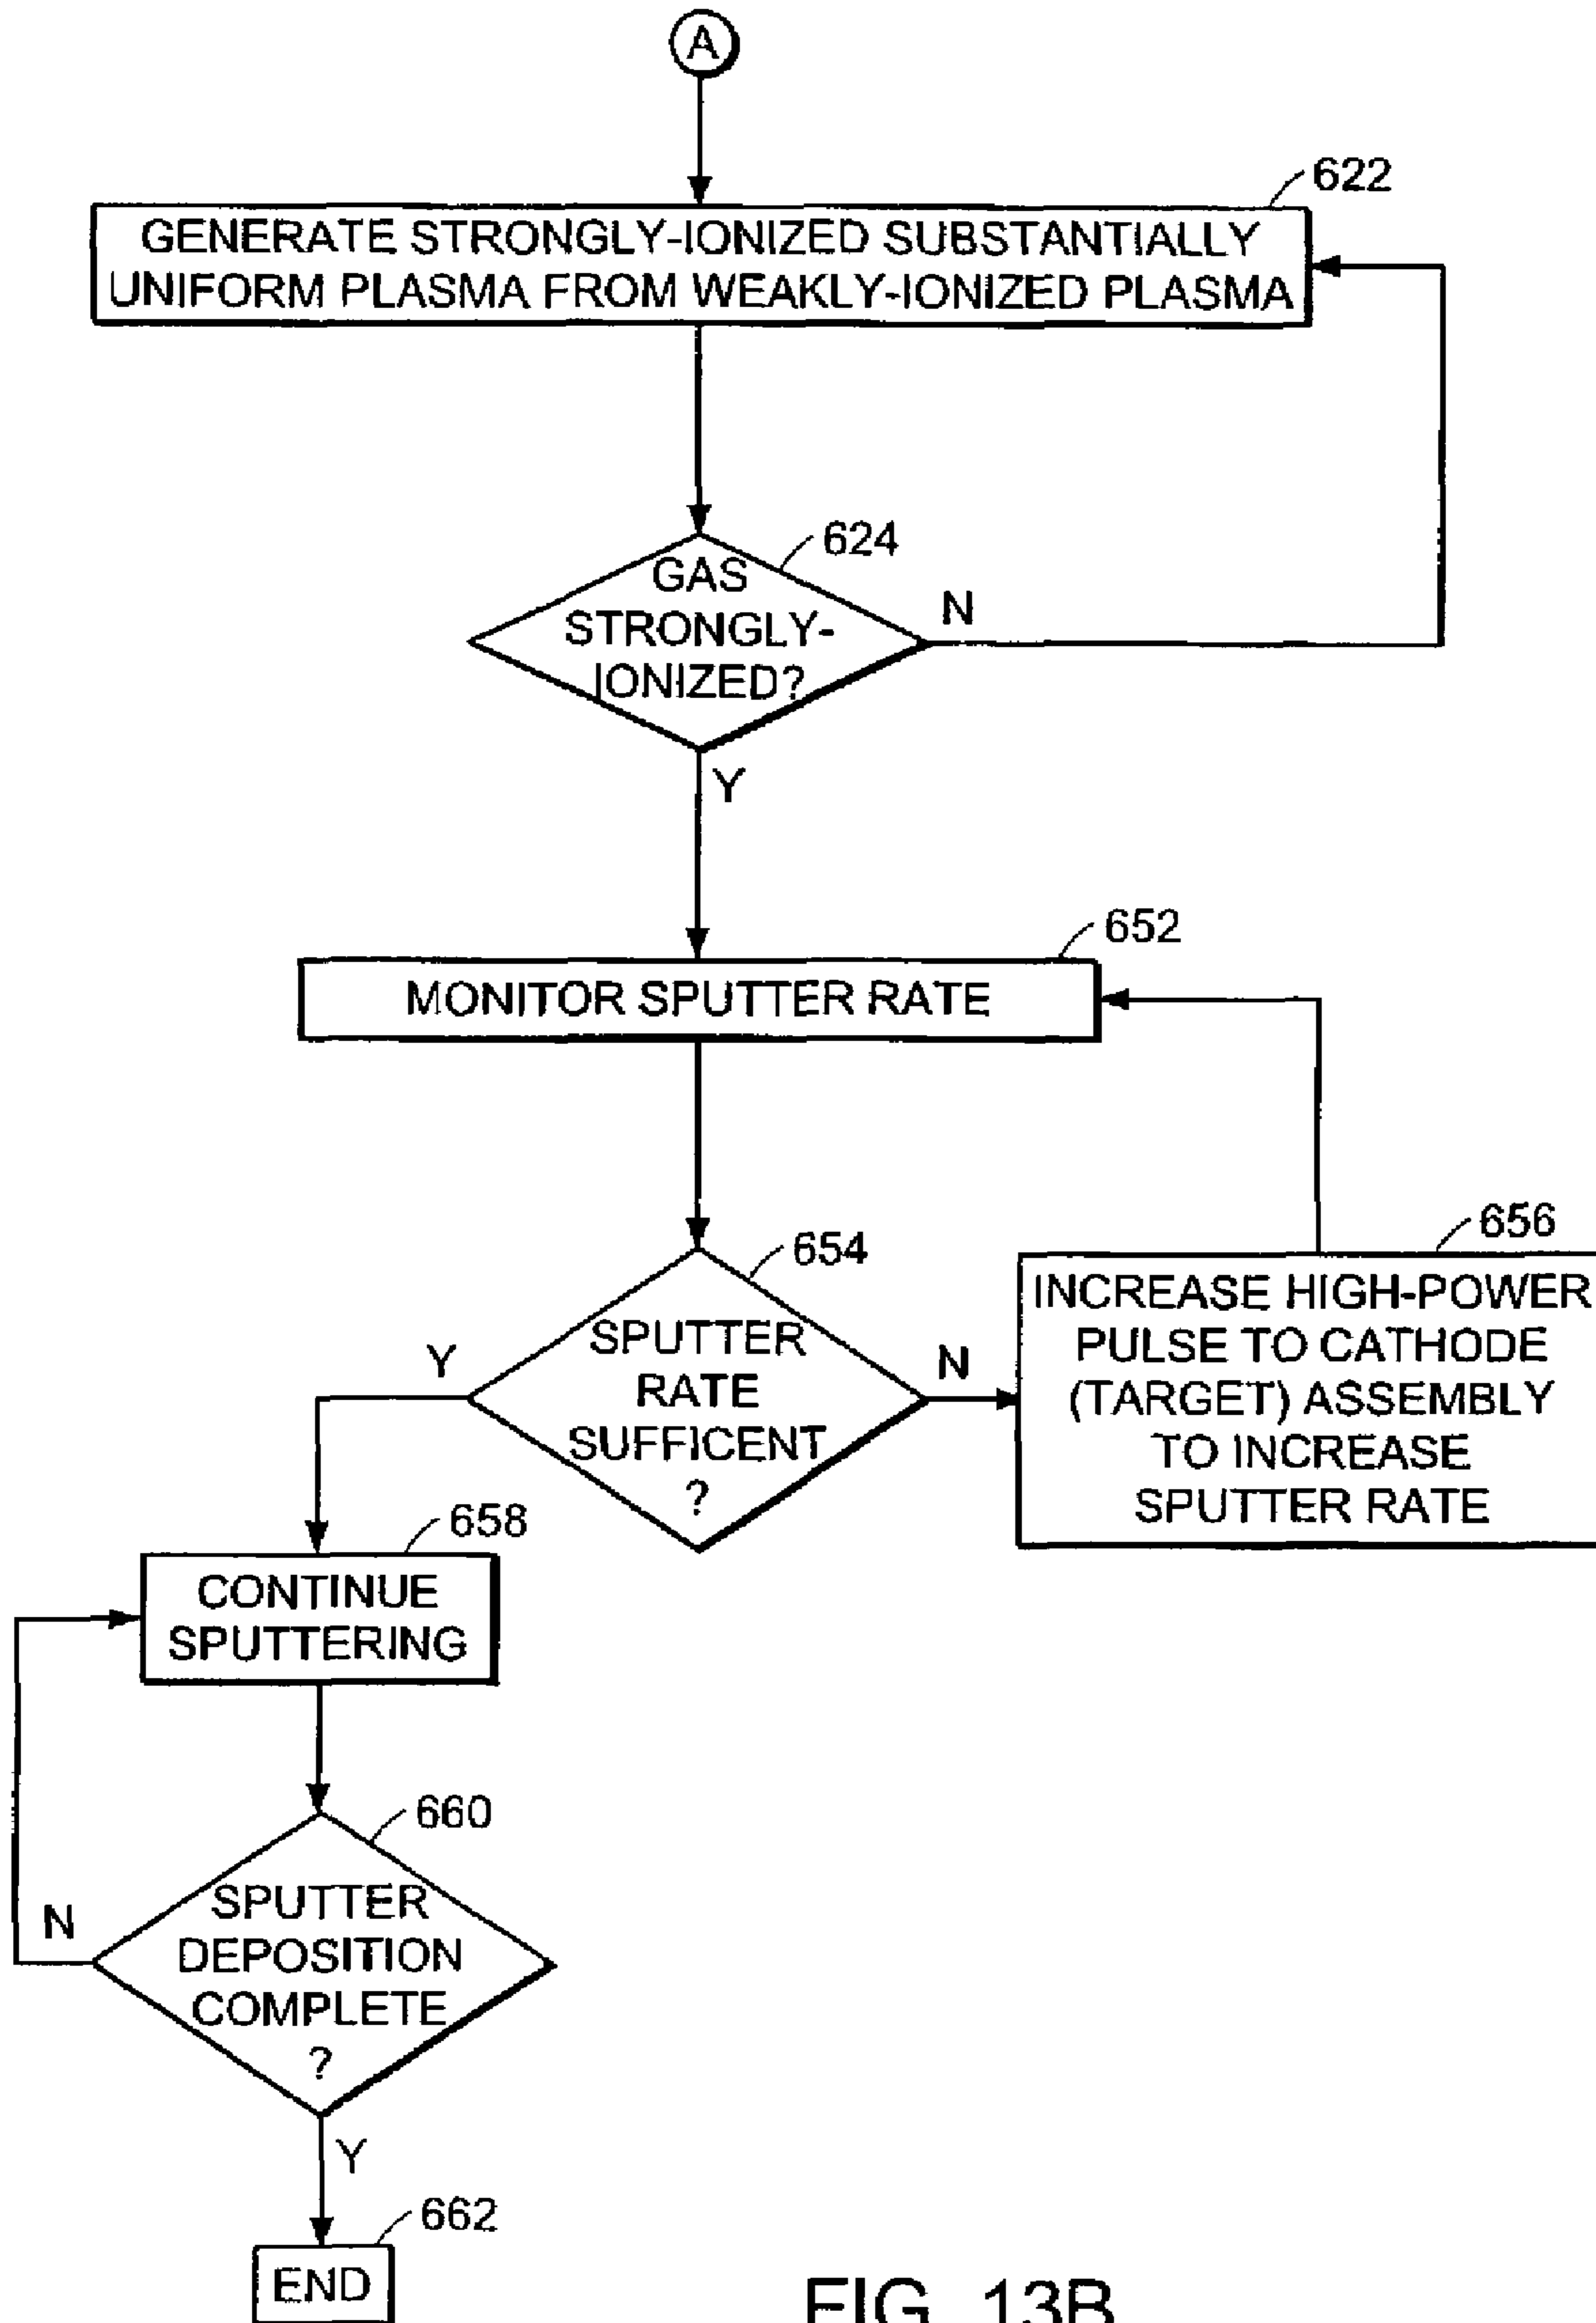 A
622
GENERATE STRONGLY-IONIZED SUBSTANTIALLY
UNIFORM PLASMA FROM WEAKLY-IONIZED PLASMA
624
GAS
STRONGLY-
IONIZED?
N
Y
652
MONITOR SPUTTER RATE
654
SPUTTER
RATE
SUFFICENT
?
Y
N
656
INCREASE HIGH-POWER
PULSE TO CATHODE
(TARGET) ASSEMBLY
TO INCREASE
SPUTTER RATE
658
CONTINUE
SPUTTERING
660
SPUTTER
DEPOSITION
COMPLETE
?
N
Y
662
END
FIG. 13B